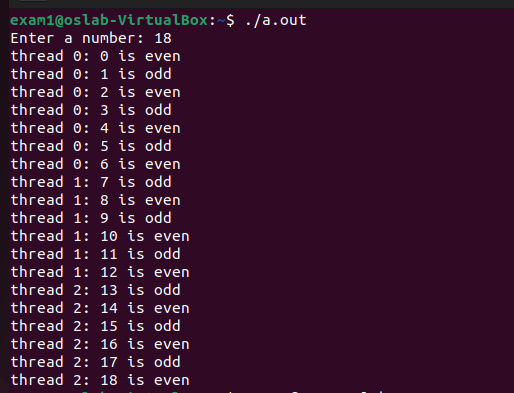 exam1@oslab-VirtualBox:~$ ./a.out
Enter a number: 18
thread 0: 0 is even
thread 0: 1 is odd
thread 0: 2 is even
thread 0: 3 is odd
thread 0: 4 is even
thread 0: 5 is odd
thread 0: 6 is even
thread 1: 7 is odd
thread 1: 8 is even
thread 1: 9 is odd
thread 1: 10 is even
thread 1: 11 is odd
thread 1: 12 is even
thread 2: 13 is odd
thread 2: 14 is even
thread 2: 15 is odd
thread 2: 16 is even
thread 2: 17 is odd
thread 2: 18 is even